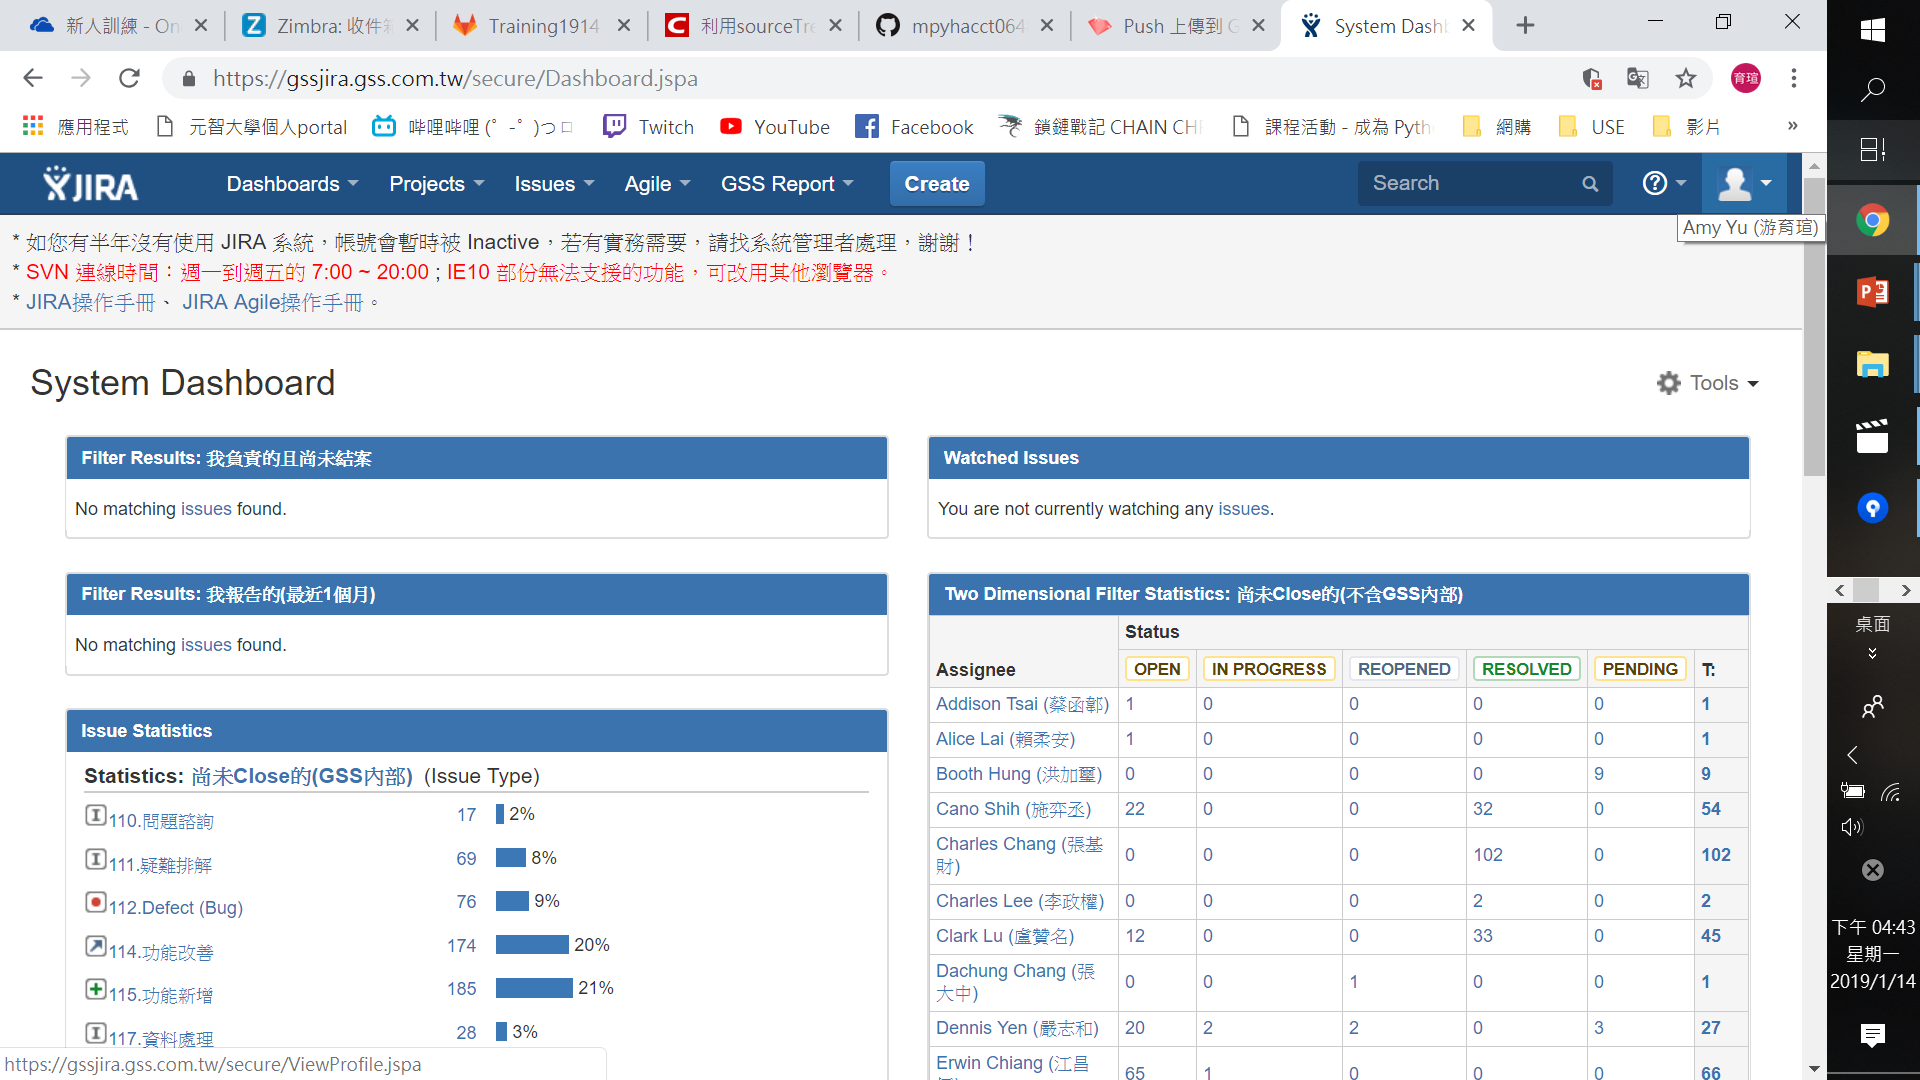 新人訓練 - On
Zimbra: 收件箱
Training1914
利用sourceTre
mpyhacct064
Push 上傳到 G
System Dashb
https://gssjira.gss.com.tw/secure/Dashboard.jspa
育瑄
應用程式
元智大學個人portal
哔哩哔哩 (゜-゜)つロ
Twitch
YouTube
Facebook
鎖鏈戰記 CHAIN CH
課程活動 - 成為 Pyth
網購
USE
影片
»
JIRA
Dashboards
Projects
Issues
Agile
GSS Report
Create
Search
Amy Yu (游育瑄)
* 如您有半年沒有使用 JIRA 系統，帳號會暫時被 Inactive，若有實務需要，請找系統管理者處理，謝謝！
* SVN 連線時間：週一到週五的 7:00 ~ 20:00 ; IE10 部份無法支援的功能，可改用其他瀏覽器。
* JIRA操作手冊、 JIRA Agile操作手冊。
System Dashboard
Tools
Filter Results: 我負責的且尚未結案
No matching issues found.
Filter Results: 我報告的(最近1個月)
No matching issues found.
Issue Statistics
Statistics: 尚未Close的(GSS內部) (Issue Type)
110.問題諮詢 17 2%
111.疑難排解 69 8%
112.Defect (Bug) 76 9%
114.功能改善 174 20%
115.功能新增 185 21%
117.資料處理 28 3%
https://gssjira.gss.com.tw/secure/ViewProfile.jspa
Watched Issues
You are not currently watching any issues.
Two Dimensional Filter Statistics: 尚未Close的(不含GSS內部)
Status
Assignee OPEN IN PROGRESS REOPENED RESOLVED PENDING T:
Addison Tsai (蔡函鄣) 1 0 0 0 0 1
Alice Lai (賴柔安) 1 0 0 0 0 1
Booth Hung (洪加璽) 0 0 0 0 9 9
Cano Shih (施弈丞) 22 0 0 32 0 54
Charles Chang (張基
財) 0 0 0 102 0 102
Charles Lee (李政權) 0 0 0 2 0 2
Clark Lu (盧贊名) 12 0 0 33 0 45
Dachung Chang (張
大中) 0 0 1 0 0 1
Dennis Yen (嚴志和) 20 2 2 0 3 27
Erwin Chiang (江昌
65 1 0 0 0 66
桌面
下午 04:43
星期一
2019/1/14